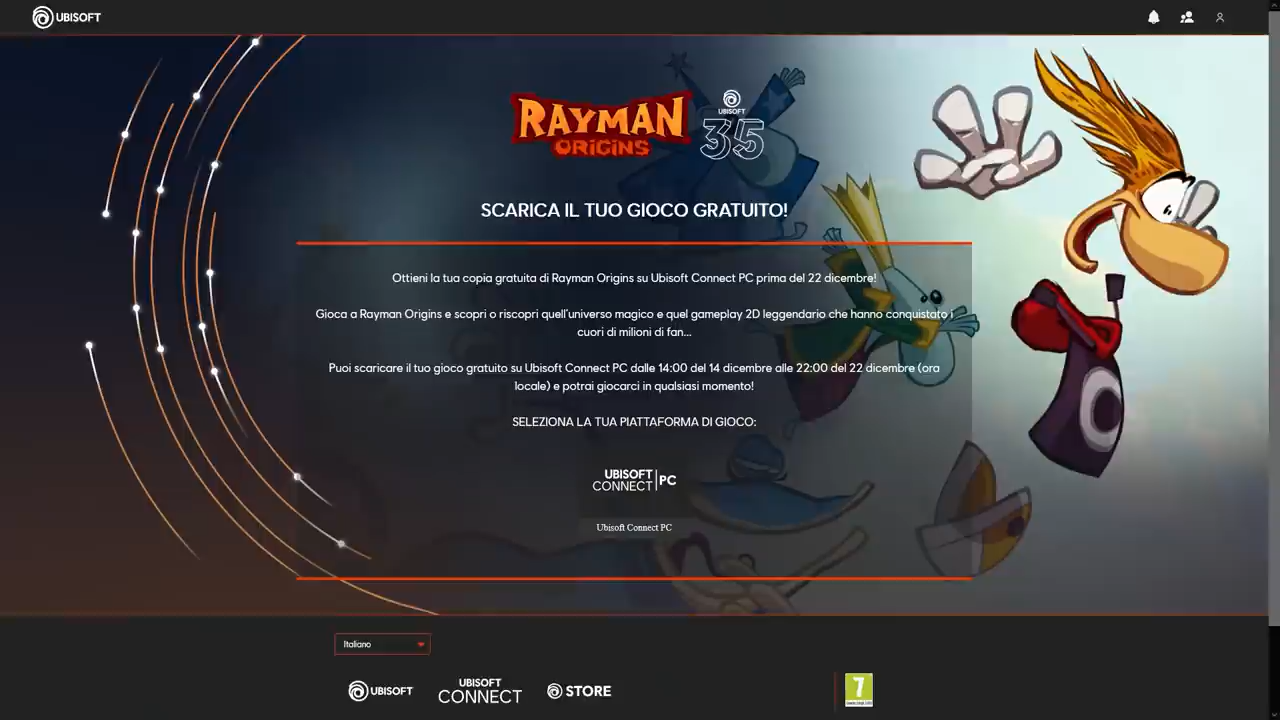 UBISOFT
RAYMAN
ORIGINS
UBISOFT
35
SCARICA IL TUO GIOCO GRATUITO!
Ottieni la tua copia gratuita di Rayman Origins su Ubisoft Connect PC prima del 22 dicembre!
Gioca a Rayman Origins e scopri o riscopri quell'universo magico e quel gameplay 2D leggendario che hanno conquistato i
cuori di milioni di fan...
Puoi scaricare il tuo gioco gratuito su Ubisoft Connect PC dalle 14:00 del 14 dicembre alle 22:00 del 22 dicembre (ora
locale) e potrai giocarci in qualsiasi momento!
SELEZIONA LA TUA PIATTAFORMA DI GIOCO:
UBISOFT
CONNECT | PC
Ubisoft Connect PC
Italiano
UBISOFT
UBISOFT
CONNECT
STORE
7